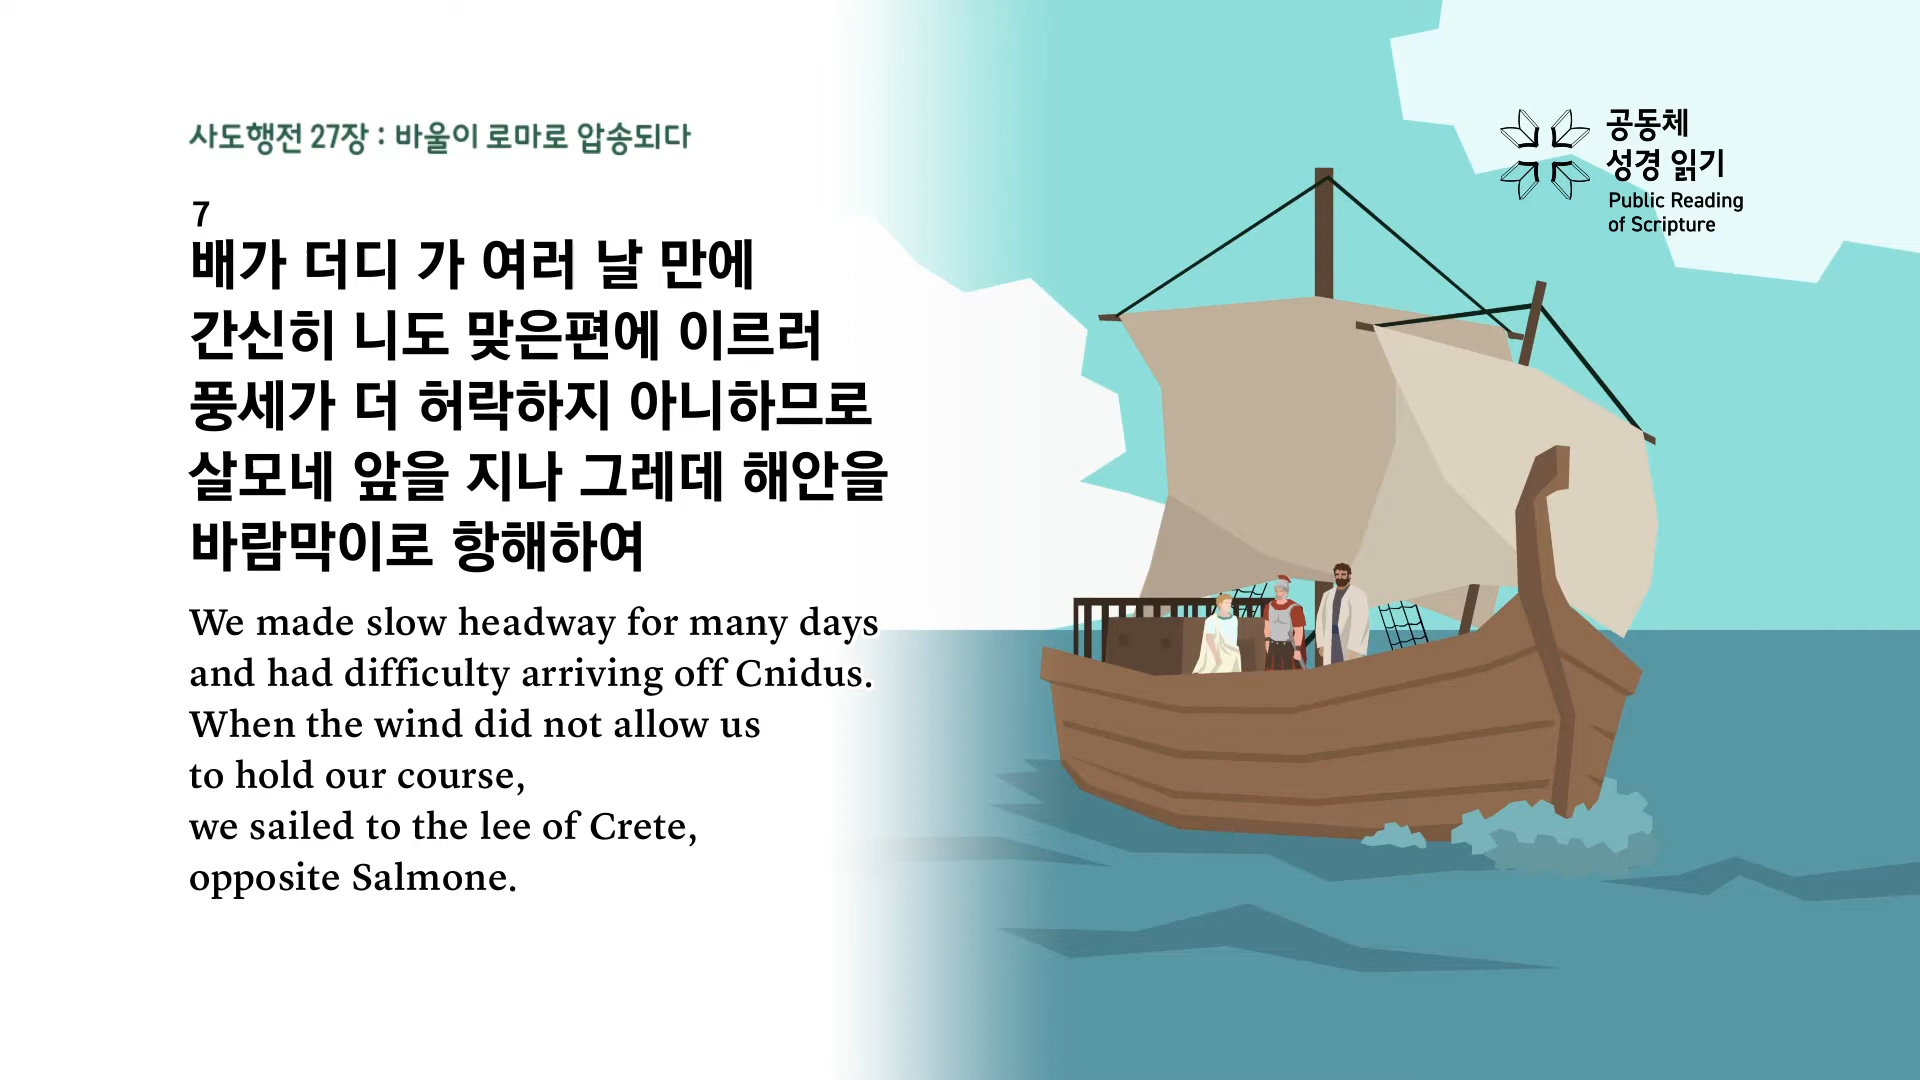 사도행전 27장 : 바울이 로마로 압송되다
7
배가 더디 가 여러 날 만에
간신히 니도 맞은편에 이르러
풍세가 더 허락하지 아니하므로
살모네 앞을 지나 그레데 해안을
바람막이로 항해하여
We made slow headway for many days
and had difficulty arriving off Cnidus.
When the wind did not allow us
to hold our course,
we sailed to the lee of Crete,
opposite Salmone.
공동체
성경 읽기
Public Reading
of Scripture